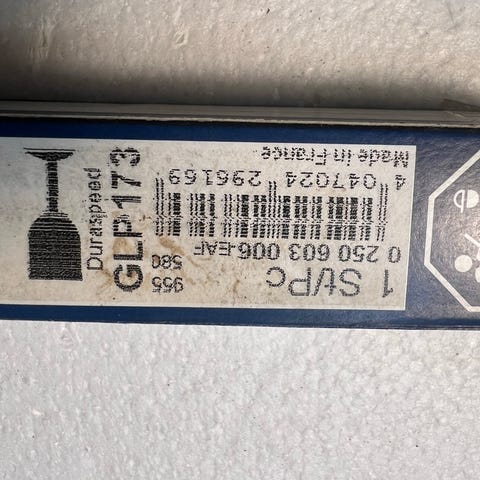 Duraspeed
GLP173
1 St/Pc
955
580
0 250 603 006-EAF
4 047024 296169
Made in France